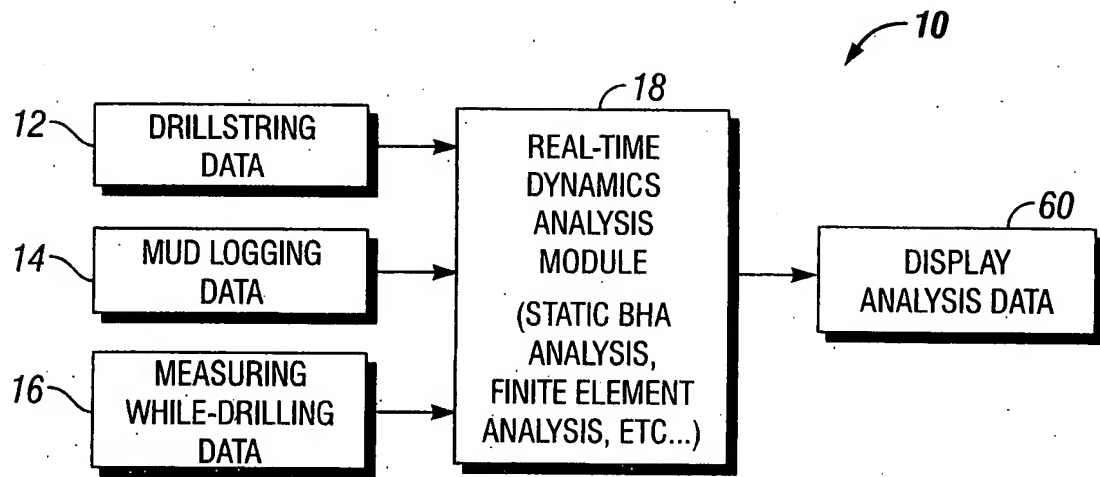 10
12
DRILLSTRING
DATA
14
MUD LOGGING
DATA
16
MEASURING
WHILE-DRILLING
DATA
18
REAL-TIME
DYNAMICS
ANALYSIS
MODULE
(STATIC BHA
ANALYSIS,
FINITE ELEMENT
ANALYSIS, ETC...)
60
DISPLAY
ANALYSIS DATA